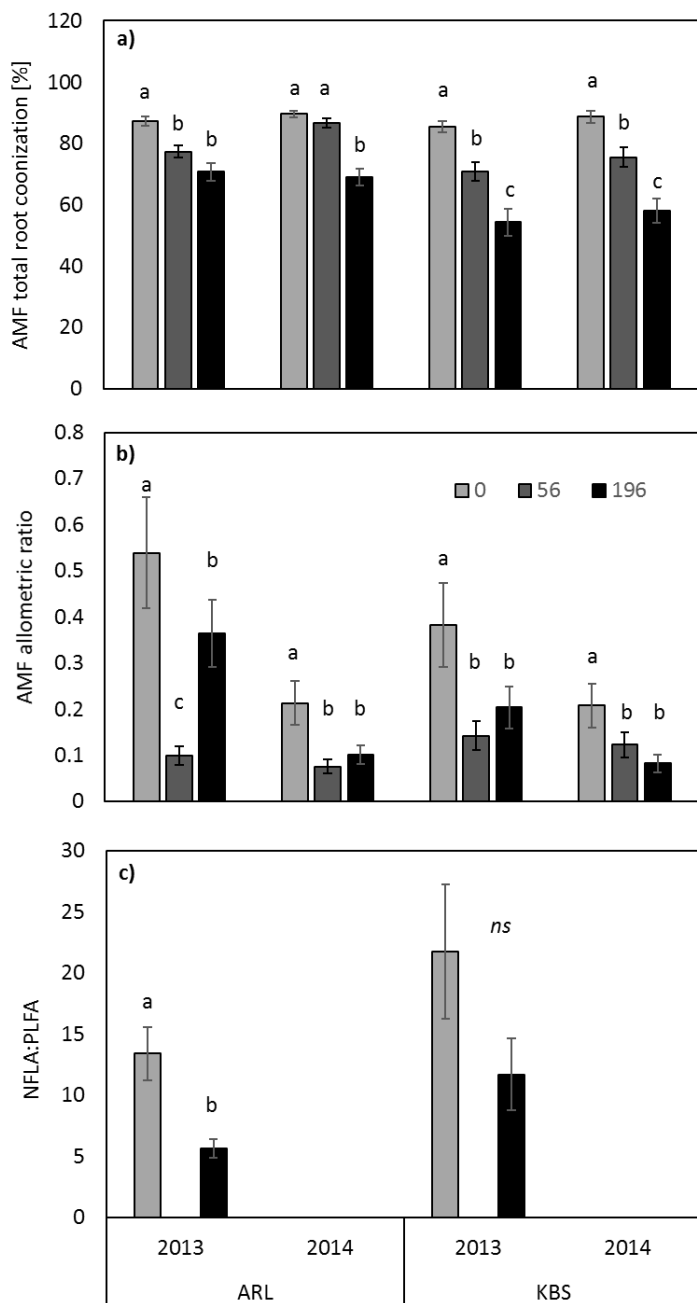 120
100
80
60
40
20
0
AMF total root coonization [%]
a)
a b b
a a b
a b c
a b c
0.8
0.7
0.6
0.5
0.4
0.3
0.2
0.1
0
AMF allometric ratio
b)
0 56 196
a c b
a b b
a b b
a b b
30
25
20
15
10
5
0
NFLA:PLFA
c)
a b
ns
2013 2014 2013 2014
ARL KBS